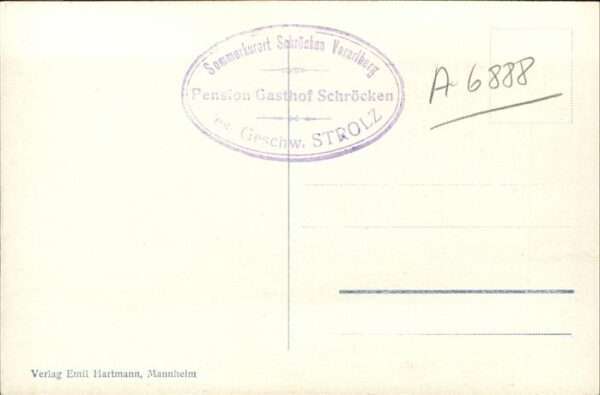 Sommerkurort Schröcken Vorarlberg
Pension Gasthof Schröcken
Geschw. STROLZ
A 6888
Verlag Emil Hartmann, Mannheim